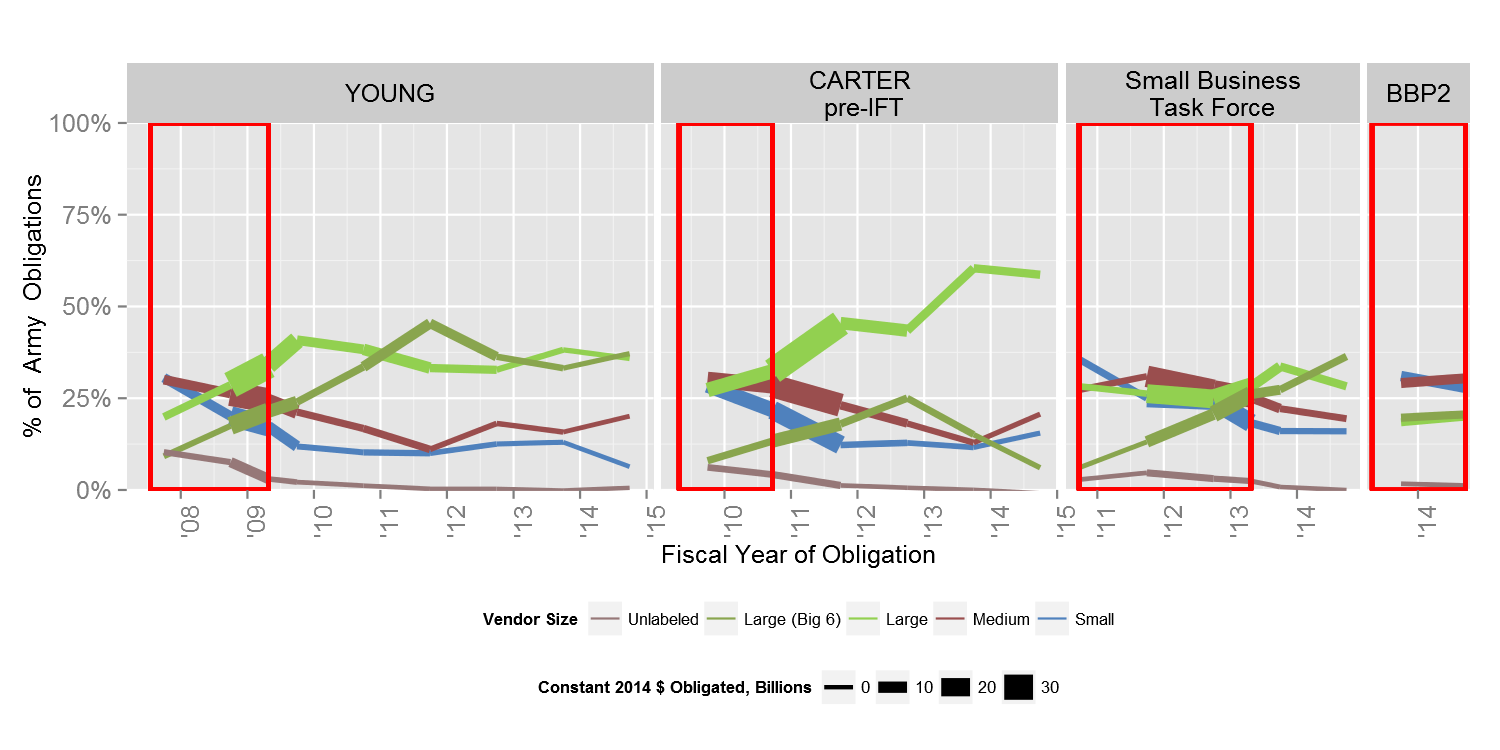 YOUNG
CARTER
pre-IFT
Small Business
Task Force
BBP2
100%
75%
50%
25%
0%
% of Army Obligations
'08
'09
'10
'11
'12
'13
'14
'15
'10
'11
'12
'13
'14
'15
'11
'12
'13
'14
'14
Fiscal Year of Obligation
Vendor Size Unlabeled Large (Big 6) Large Medium Small
Constant 2014 $ Obligated, Billions 0 10 20 30